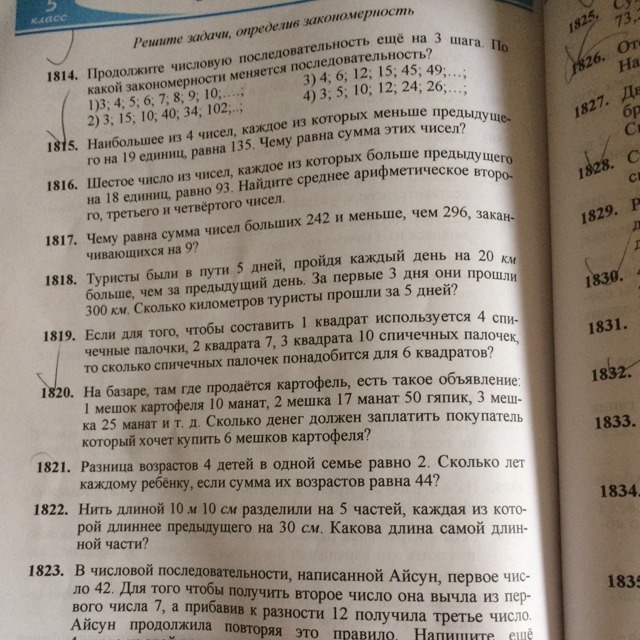 5
класс
Решите задачи, определив закономерность
1814. Продолжите числовую последовательность ещё на 3 шага. По
какой закономерности меняется последовательность?
1)3; 4; 5; 6; 7; 8; 9; 10;....; 3) 4; 6; 12; 15; 45; 49;...;
2) 3; 15; 10; 40; 34; 102;..; 4) 3; 5; 10; 12; 24; 26;...;
1815. Наибольшее из 4 чисел, каждое из которых меньше предыдуще-
го на 19 единиц, равна 135. Чему равна сумма этих чисел?
1816. Шестое число из чисел, каждое из которых больше предыдущего
на 18 единиц, равно 93. Найдите среднее арифметическое второ-
го, третьего и четвёртого чисел.
1817. Чему равна сумма чисел больших 242 и меньше, чем 296, закан-
чивающихся на 9?
1818. Туристы были в пути 5 дней, пройдя каждый день на 20 км
больше, чем за предыдущий день. За первые 3 дня они прошли
300 км. Сколько километров туристы прошли за 5 дней?
1819. Если для того, чтобы составить 1 квадрат используется 4 спи-
чечные палочки, 2 квадрата 7, 3 квадрата 10 спичечных палочек,
то сколько спичечных палочек понадобится для 6 квадратов?
1820. На базаре, там где продаётся картофель, есть такое объявление:
1 мешок картофеля 10 манат, 2 мешка 17 манат 50 гяпик, 3 меш-
ка 25 манат и т. д. Сколько денег должен заплатить покупатель
который хочет купить 6 мешков картофеля?
1821. Разница возрастов 4 детей в одной семье равно 2. Сколько лет
каждому ребёнку, если сумма их возрастов равна 44?
1822. Нить длиной 10 м 10 см разделили на 5 частей, каждая из кото-
рой длиннее предыдущего на 30 см. Какова длина самой длин-
ной части?
1823. В числовой последовательности, написанной Айсун, первое чис-
ло 42. Для того чтобы получить второе число она вычла из пер-
вого числа 7, а прибавив к разности 12 получила третье число.
Айсун продолжила повторяя это правило. Напишите ещё
1825.
73,
1826. От
На
1827. Дв
бр
1828. С
1829. Р
1830.
1831.
1832.
1833.
1834.
1835